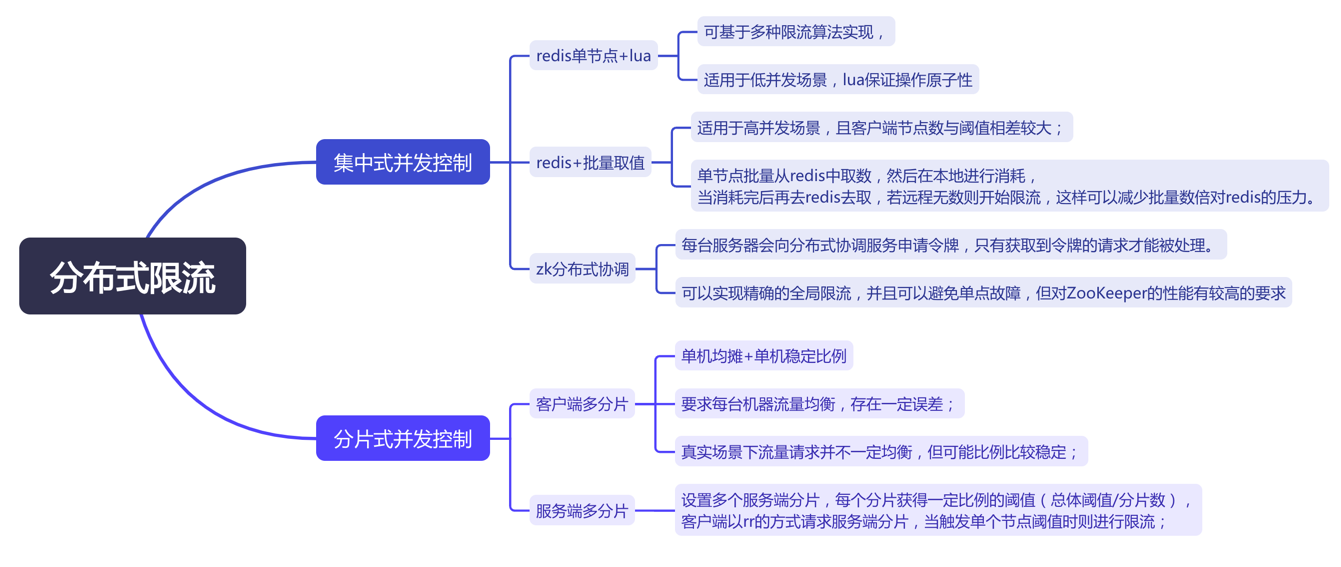 分布式限流
集中式并发控制
redis单节点+lua
可基于多种限流算法实现，
适用于低并发场景，lua保证操作原子性
redis+批量取值
适用于高并发场景，且客户端节点数与阈值相差较大；
单节点批量从redis中取数，然后在本地进行消耗，
当消耗完后再去redis去取，若远程无数则开始限流，这样可以减少批量数倍对redis的压力。
zk分布式协调
每台服务器会向分布式协调服务申请令牌，只有获取到令牌的请求才能被处理。
可以实现精确的全局限流，并且可以避免单点故障，但对ZooKeeper的性能有较高的要求
分片式并发控制
客户端多分片
单机均摊+单机稳定比例
要求每台机器流量均衡，存在一定误差；
真实场景下流量请求并不一定均衡，但可能比例比较稳定；
服务端多分片
设置多个服务端分片，每个分片获得一定比例的阈值（总体阈值/分片数），
客户端以rr的方式请求服务端分片，当触发单个节点阈值时则进行限流；